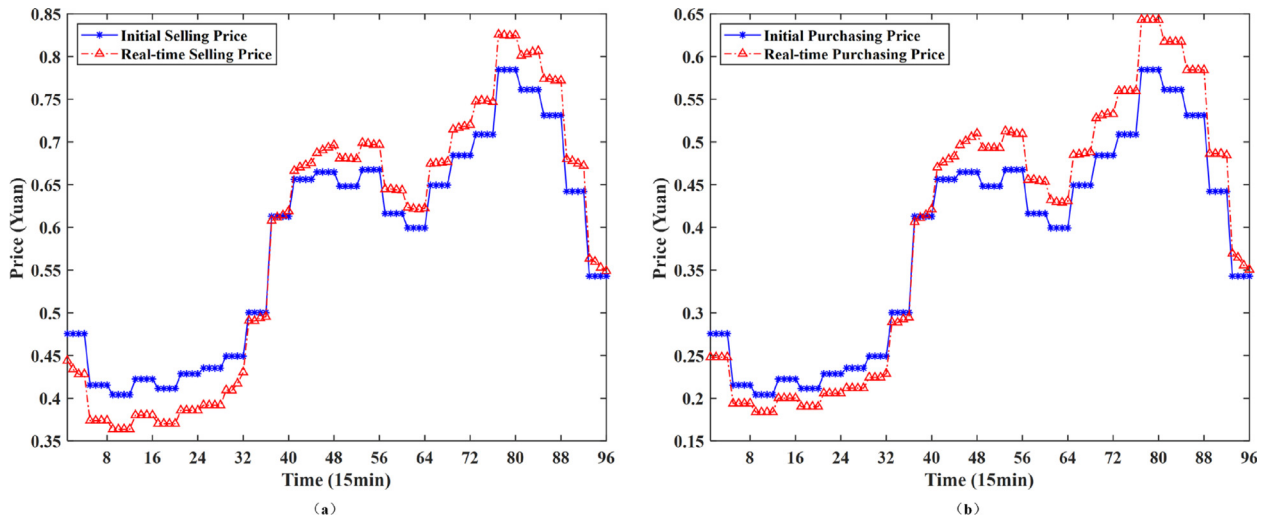 0.85
0.8
0.75
0.7
0.65
0.6
0.55
0.5
0.45
0.4
0.35
Price (Yuan)
Initial Selling Price
Real-time Selling Price
8 16 24 32 40 48 56 64 72 80 88 96
Time (15min)
(a)
0.65
0.6
0.55
0.5
0.45
0.4
0.35
0.3
0.25
0.2
0.15
Price (Yuan)
Initial Purchasing Price
Real-time Purchasing Price
8 16 24 32 40 48 56 64 72 80 88 96
Time (15min)
(b)